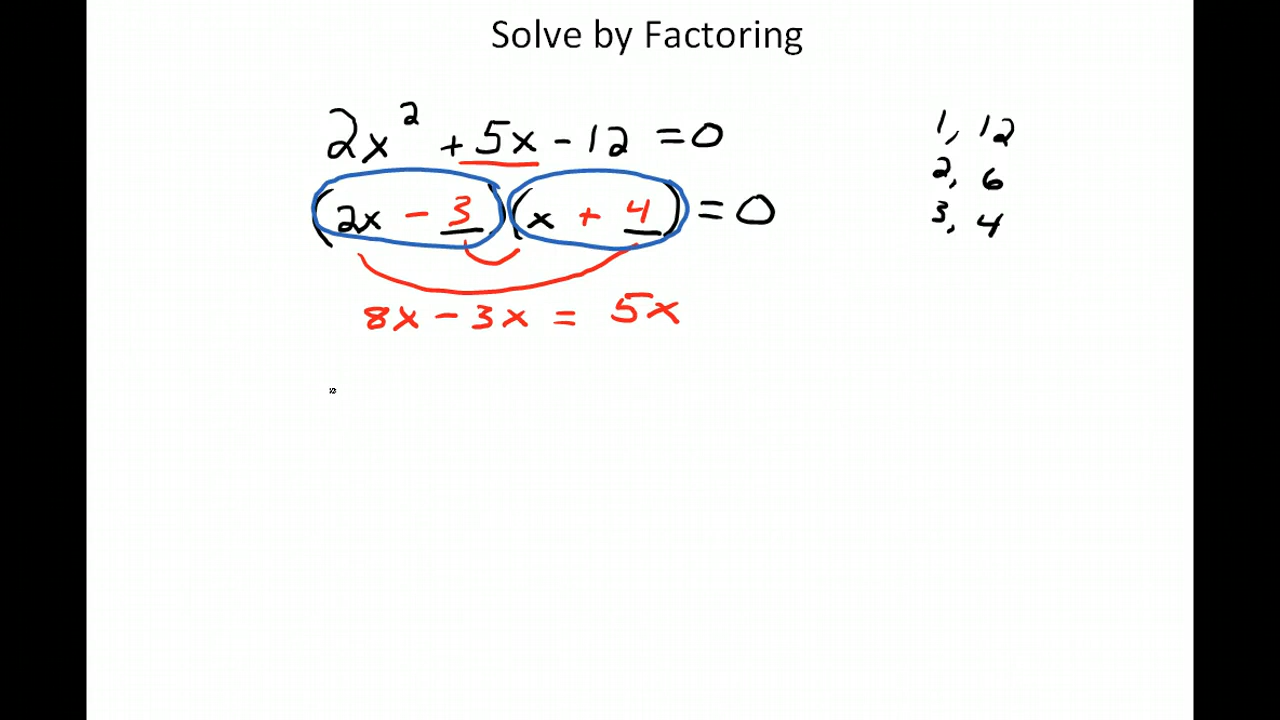 Solve by Factoring
2x² + 5x - 12 = 0
1, 12
2, 6
3, 4
(2x - 3)(x + 4) = 0
8x - 3x = 5x